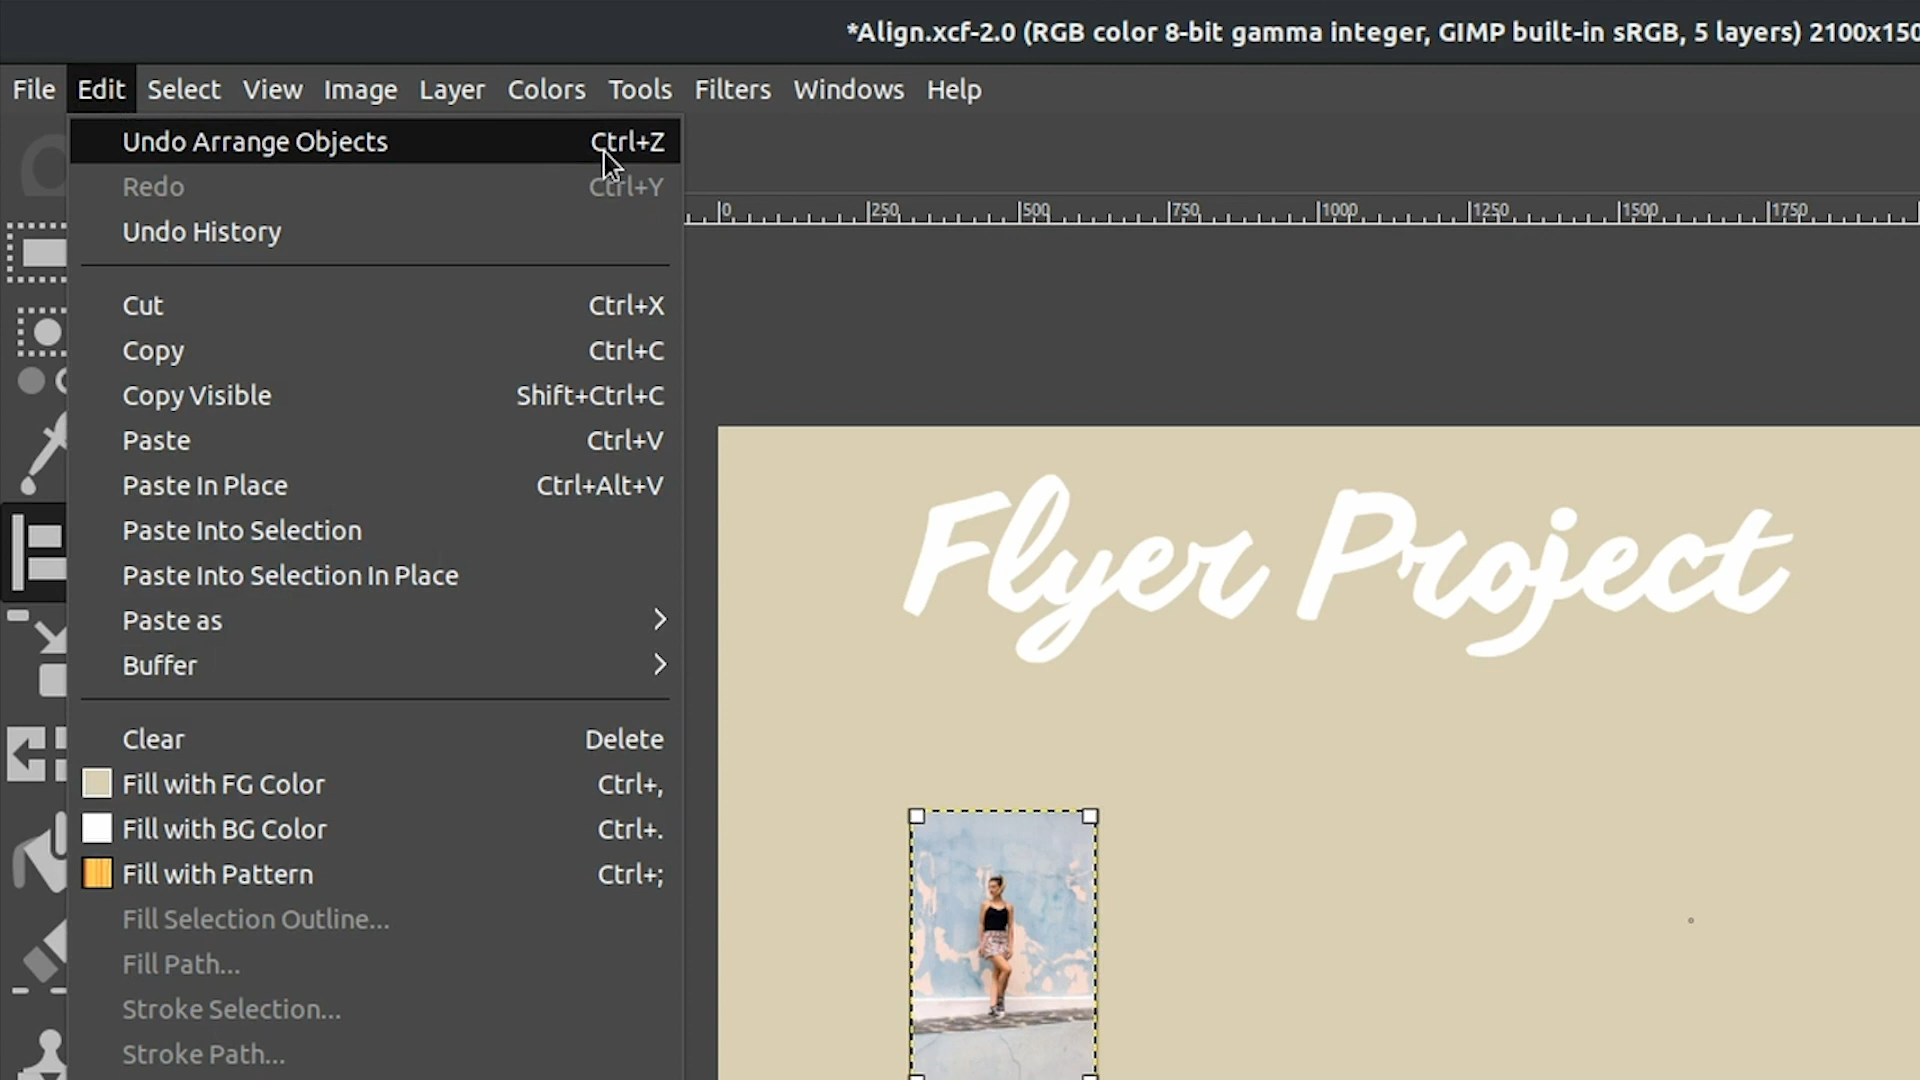 *Align.xcf-2.0 (RGB color 8-bit gamma integer, GIMP built-in sRGB, 5 layers) 2100x150
File Edit Select View Image Layer Colors Tools Filters Windows Help
Undo Arrange Objects Ctrl+Z
Redo Ctrl+Y
Undo History
0 250 500 750 1000 1250 1500 1750
Cut Ctrl+X
Copy Ctrl+C
Copy Visible Shift+Ctrl+C
Paste Ctrl+V
Paste In Place Ctrl+Alt+V
Paste Into Selection
Paste Into Selection In Place
Paste as
Buffer
Flyer Project
Clear Delete
Fill with FG Color Ctrl+,
Fill with BG Color Ctrl+.
Fill with Pattern Ctrl+;
Fill Selection Outline...
Fill Path...
Stroke Selection...
Stroke Path...